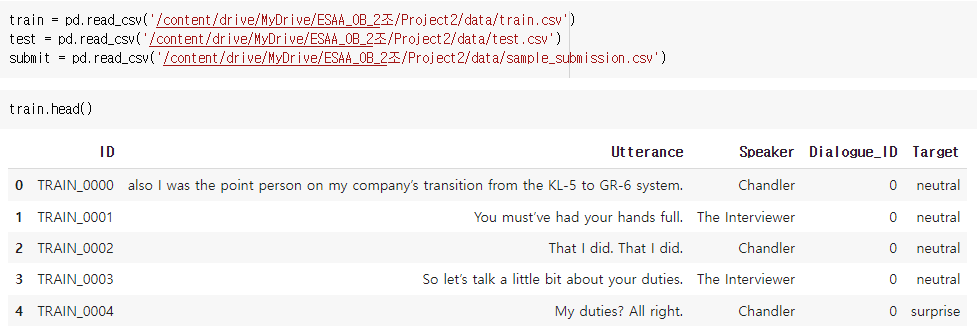 train = pd.read_csv('/content/drive/MyDrive/ESAA_OB_2조/Project2/data/train.csv')
test = pd.read_csv('/content/drive/MyDrive/ESAA_OB_2조/Project2/data/test.csv')
submit = pd.read_csv('/content/drive/MyDrive/ESAA_OB_2조/Project2/data/sample_submission.csv')
train.head()
ID Utterance Speaker Dialogue_ID Target
0 TRAIN_0000 also I was the point person on my company’s transition from the KL-5 to GR-6 system. Chandler 0 neutral
1 TRAIN_0001 You must’ve had your hands full. The Interviewer 0 neutral
2 TRAIN_0002 That I did. That I did. Chandler 0 neutral
3 TRAIN_0003 So let’s talk a little bit about your duties. The Interviewer 0 neutral
4 TRAIN_0004 My duties? All right. Chandler 0 surprise